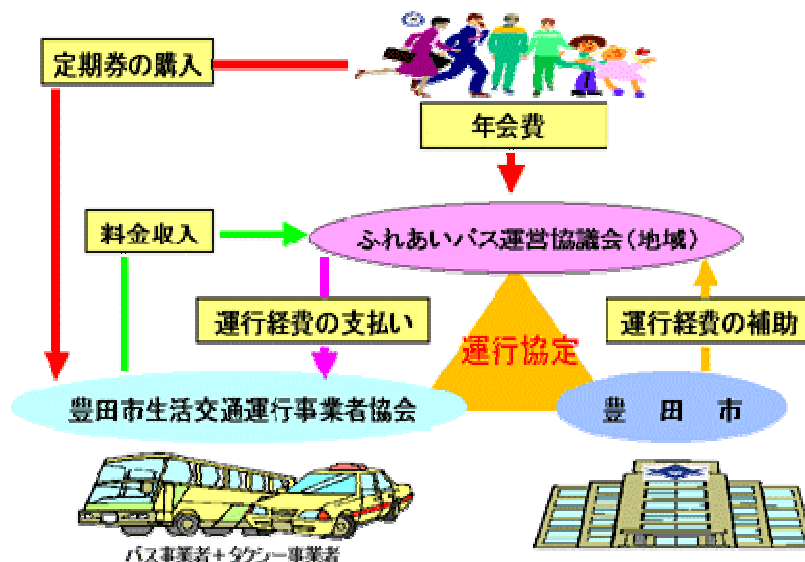 定期券の購入
年会費
料金収入
ふれあいバス運営協議会(地域)
運行経費の支払い
運行協定
運行経費の補助
豊田市生活交通運行事業者協会
豊田市
バス事業者+タクシー事業者